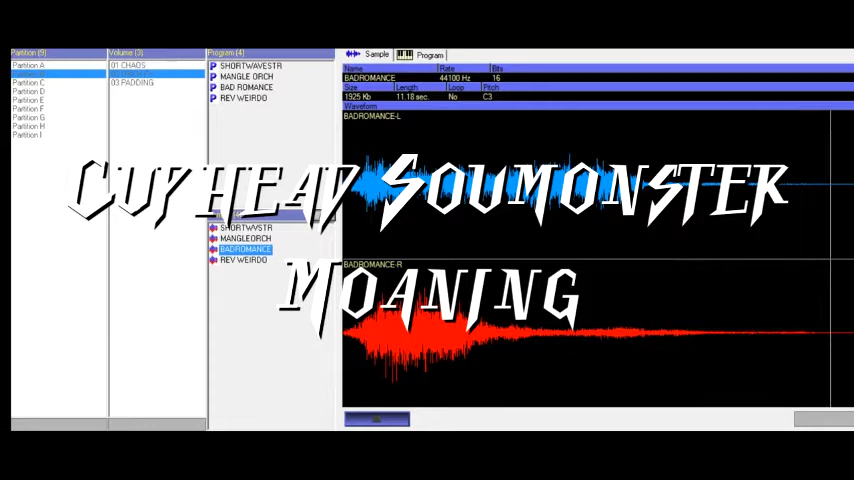 Partition (9) Volume (3) Program (4) Sample Program
Partition A 01 CHAOS SHORTWAVESTR
Partition C 03 PADDING MANGLE ORCH
Partition D BAD ROMANCE
Partition E REV WEIRDO
Partition F
Partition G
Partition H
Partition I
Name Rate Bits
BADROMANCE 44100 Hz 16
Size Length Loop Pitch
1925 Kb 11.18 sec. No C3
Waveform
BADROMANCE-L
CUPHEAD SOUMONSTER
MOANING
SHORTWVSTR
MANGLEORCH
BADROMANCE
REV WEIRDO
BADROMANCE-R